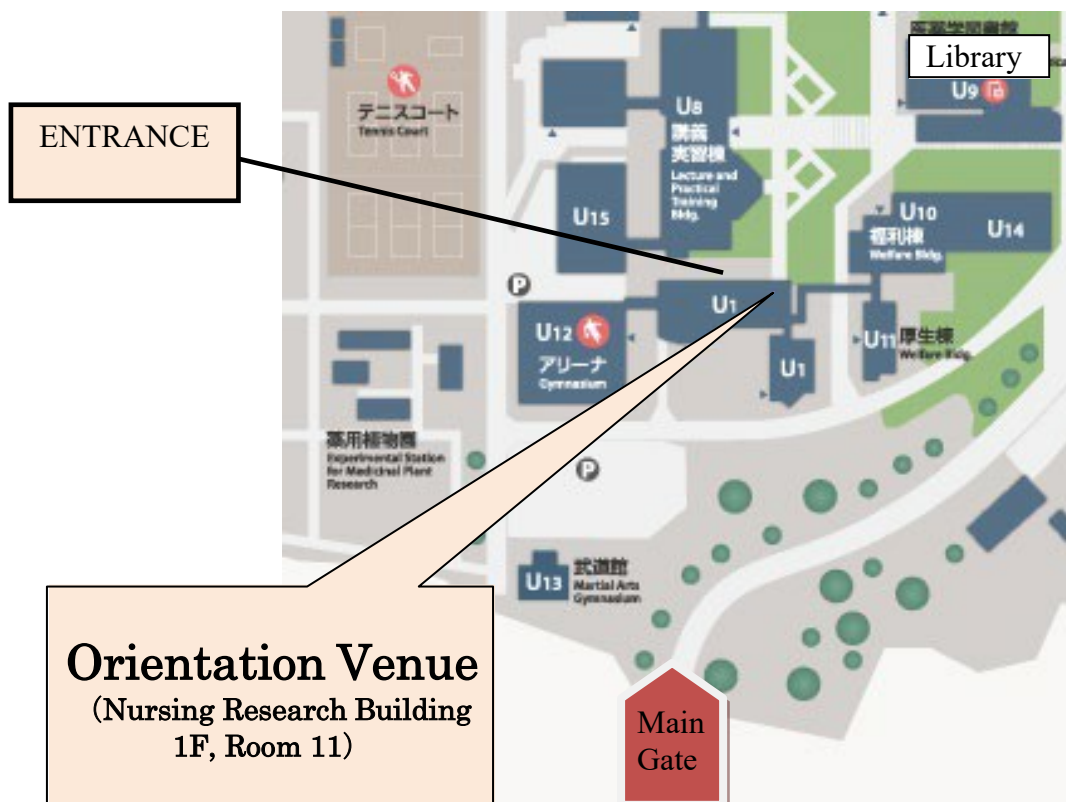 Library
U9
ENTRANCE
テニスコート
Tennis Court
U8
講義
実習棟
Lecture and
Practical
Training
Bldg.
U15
U10
福利棟
Welfare Bldg.
U14
P
U1
U12
アリーナ
Gymnasium
U1
U11
厚生棟
Welfare Bldg.
薬用植物園
Experimental Station
for Medicinal Plant
Research
P
U13
武道館
Martial Arts
Gymnasium
Orientation Venue
(Nursing Research Building
1F, Room 11)
Main
Gate